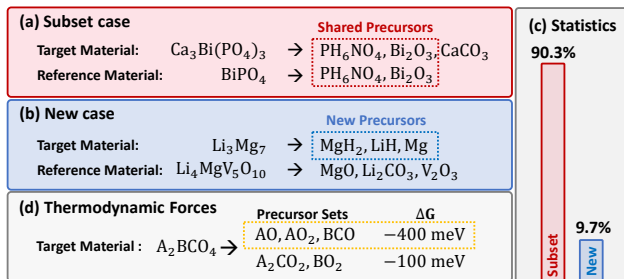 (a) Subset case
Shared Precursors
Target Material: Ca₃Bi(PO₄)₃ → PH₆NO₄, Bi₂O₃, CaCO₃
Reference Material: BiPO₄ → PH₆NO₄, Bi₂O₃
(b) New case
New Precursors
Target Material: Li₃Mg₇ → MgH₂, LiH, Mg
Reference Material: Li₄MgV₅O₁₀ → MgO, Li₂CO₃, V₂O₃
(d) Thermodynamic Forces
Precursor Sets ΔG
Target Material : A₂BCO₄ → AO, AO₂, BCO −400 meV
A₂CO₂, BO₂ −100 meV
(c) Statistics
90.3%
9.7%
Subset
New